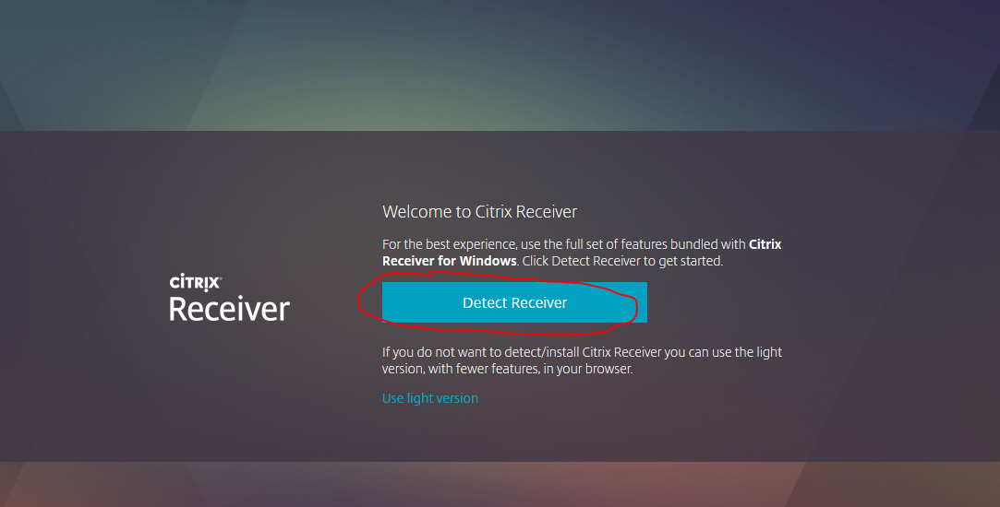 Welcome to Citrix Receiver
For the best experience, use the full set of features bundled with Citrix
Receiver for Windows. Click Detect Receiver to get started.
CİTRIX®
Receiver
Detect Receiver
If you do not want to detect/install Citrix Receiver you can use the light
version, with fewer features, in your browser.
Use light version